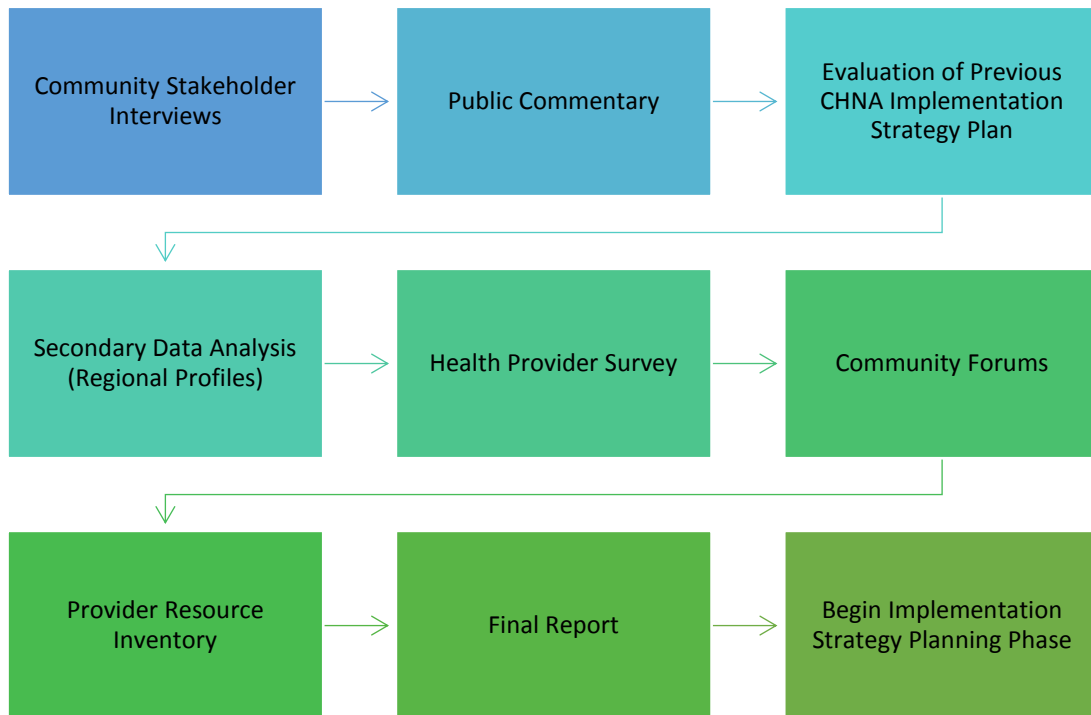 Community Stakeholder
Interviews
Public Commentary
Evaluation of Previous
CHNA Implementation
Strategy Plan
Secondary Data Analysis
(Regional Profiles)
Health Provider Survey
Community Forums
Provider Resource
Inventory
Final Report
Begin Implementation
Strategy Planning Phase